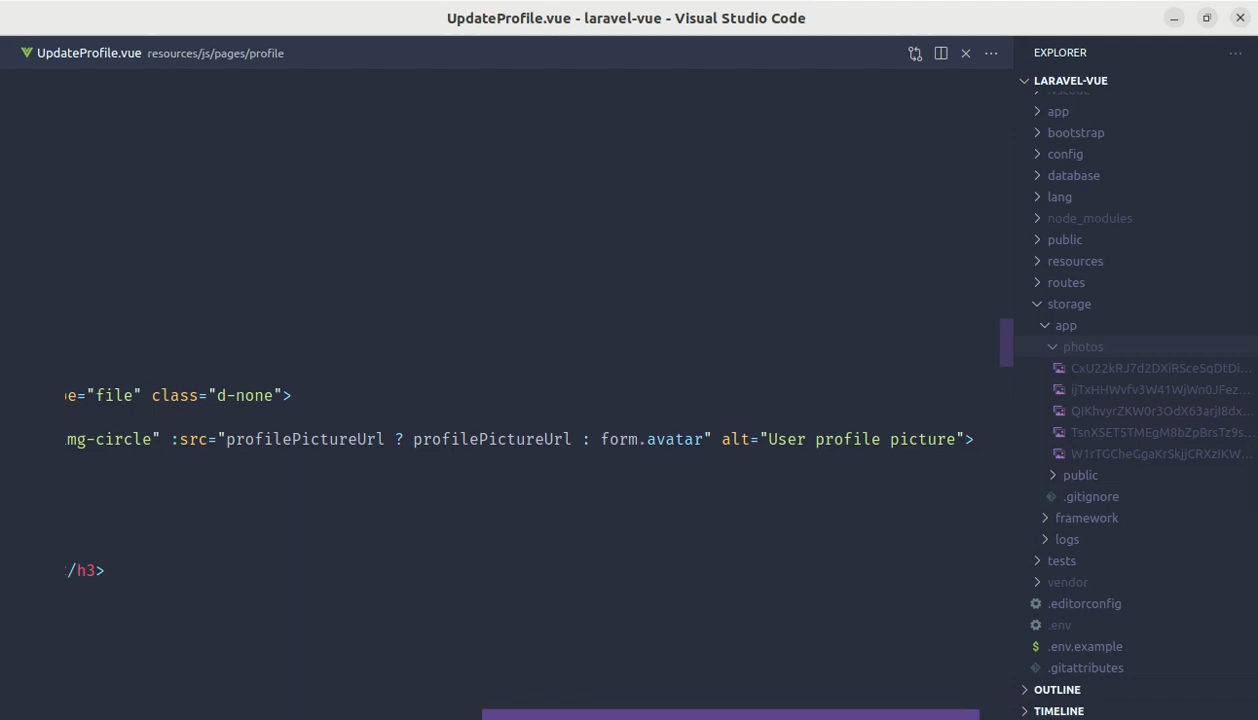 UpdateProfile.vue - laravel-vue - Visual Studio Code
UpdateProfile.vue resources/js/pages/profile
e="file" class="d-none">
mg-circle" :src="profilePictureUrl ? profilePictureUrl : form.avatar" alt="User profile picture">
/h3>
EXPLORER
LARAVEL-VUE
.vscode
app
bootstrap
config
database
lang
node_modules
public
resources
routes
storage
app
photos
public
.gitignore
framework
logs
tests
vendor
.editorconfig
.env
.env.example
.gitattributes
OUTLINE
TIMELINE